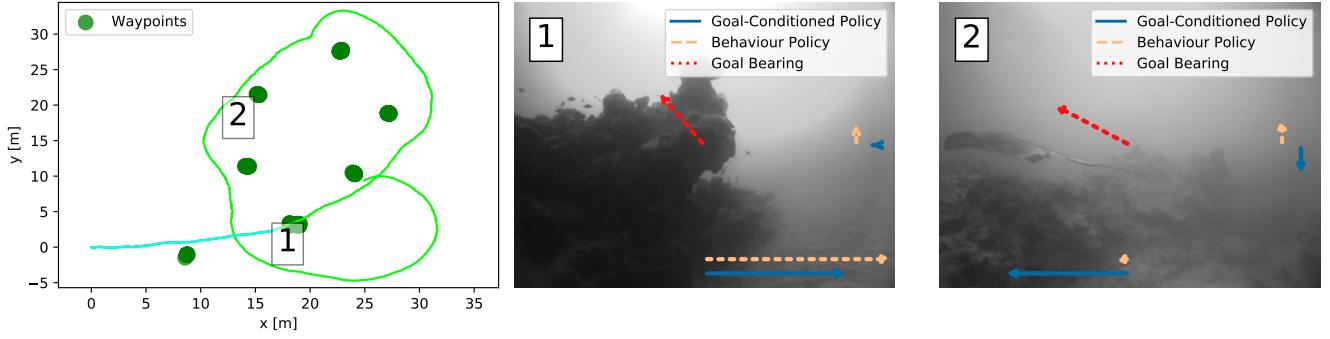 Waypoints
30
25
20
15
10
5
0
−5
y [m]
0 5 10 15 20 25 30 35
x [m]
2
1
1
Goal-Conditioned Policy
Behaviour Policy
Goal Bearing
2
Goal-Conditioned Policy
Behaviour Policy
Goal Bearing